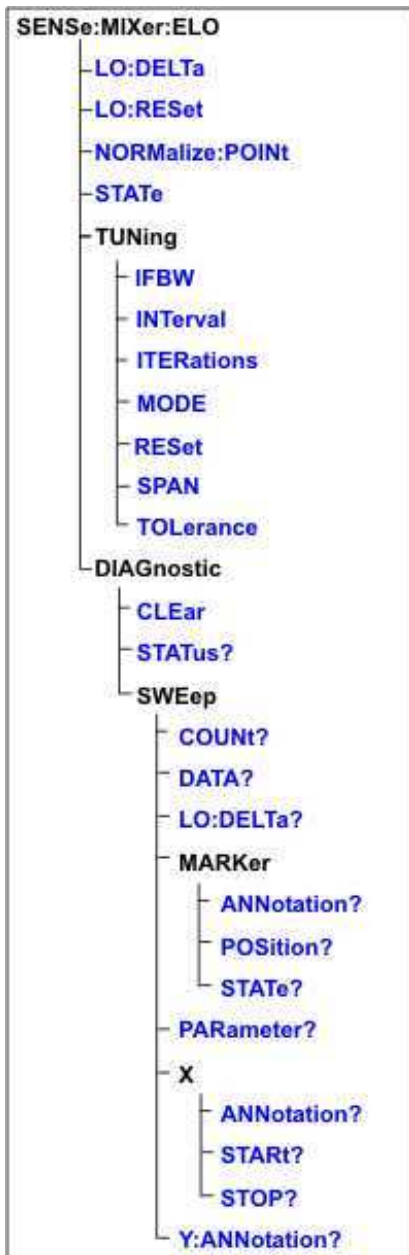 SENSe:MIXer:ELO
LO:DELTa
LO:RESet
NORMalize:POINt
STATe
TUNing
IFBW
INTerval
ITERations
MODE
RESet
SPAN
TOLerance
DIAGnostic
CLEar
STATus?
SWEep
COUNt?
DATA?
LO:DELTa?
MARKer
ANNotation?
POSition?
STATe?
PARameter?
X
ANNotation?
STARt?
STOP?
Y:ANNotation?